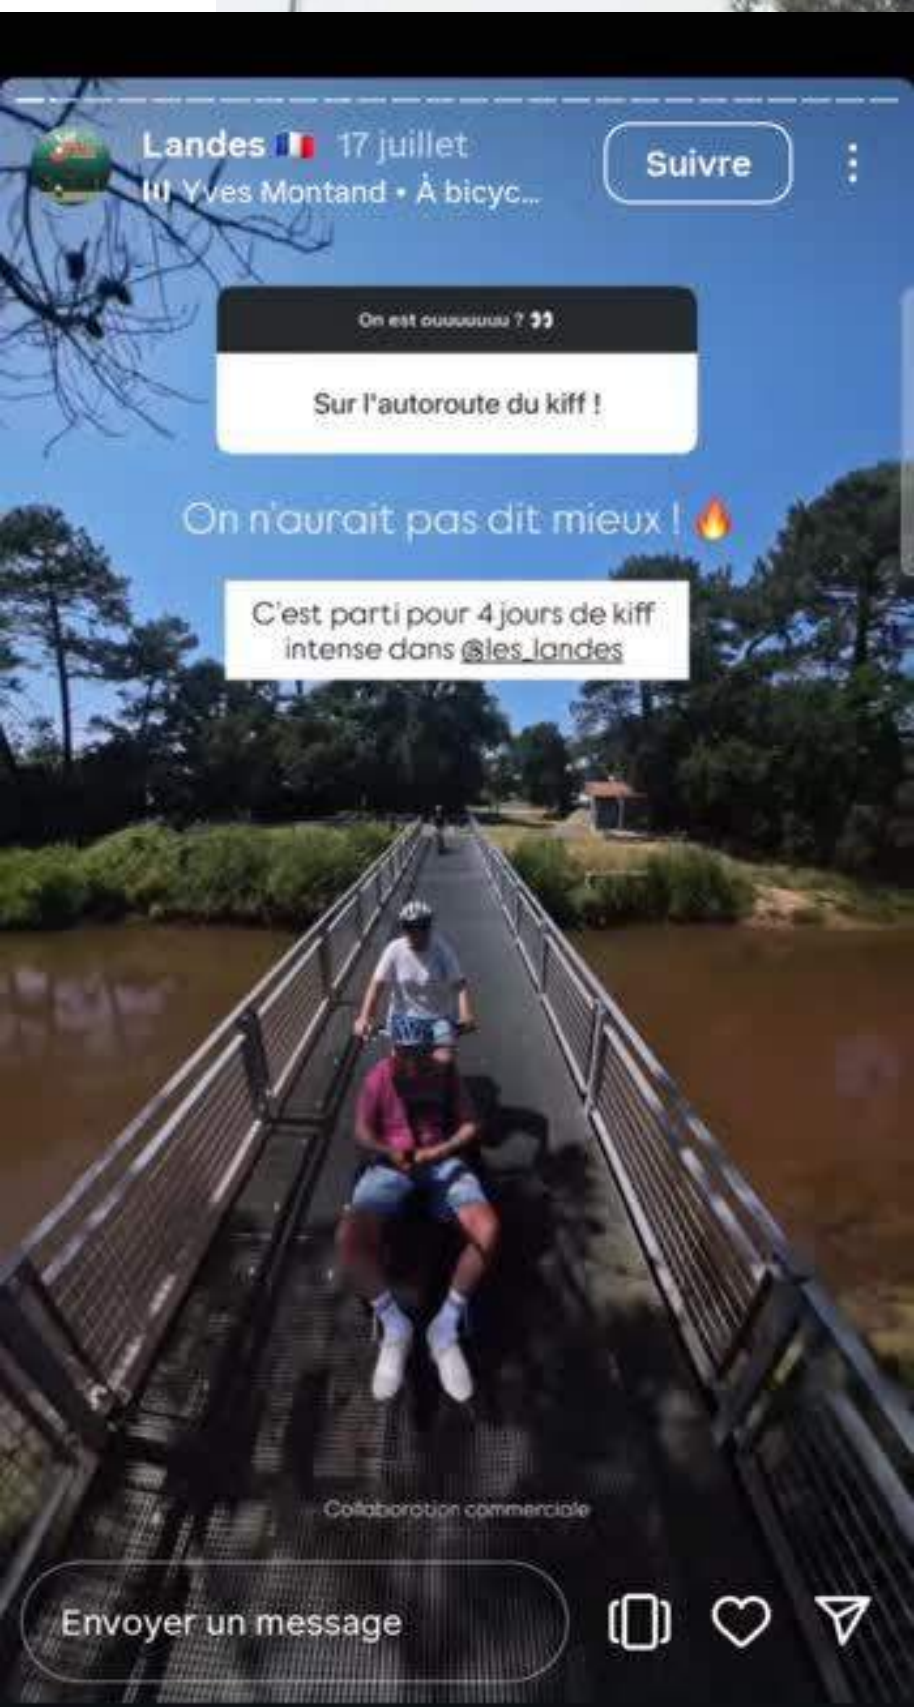 Landes 🇫🇷 17 juillet
Yves Montand • À bicyc...
Suivre
On est ouuuuuuu ? 👀
Sur l'autoroute du kiff !
On n'aurait pas dit mieux ! 🔥
C'est parti pour 4 jours de kiff
intense dans @les_landes
Collaboration commerciale
Envoyer un message